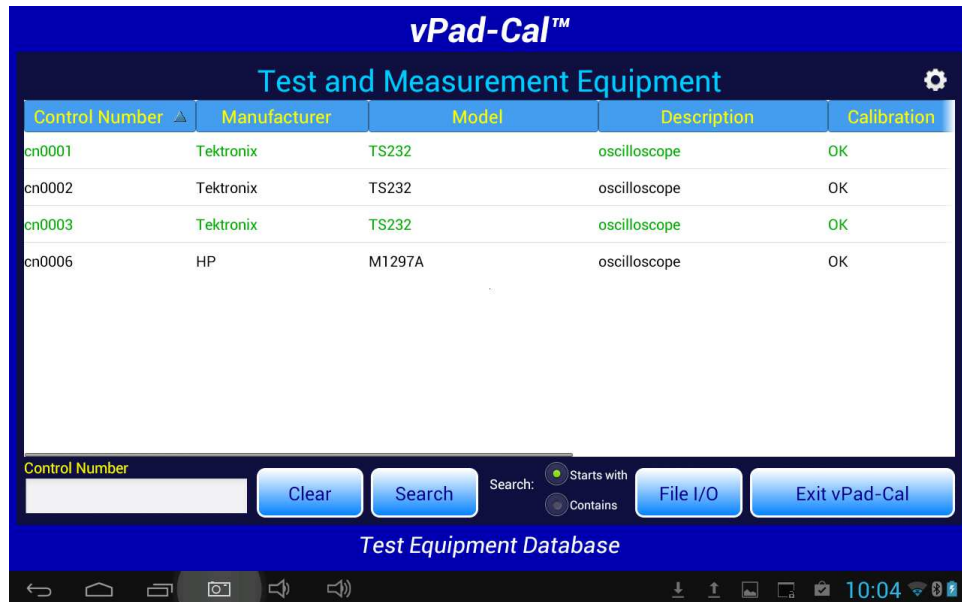 vPad-Cal™
Test and Measurement Equipment
Control Number Manufacturer Model Description Calibration
cn0001 Tektronix TS232 oscilloscope OK
cn0002 Tektronix TS232 oscilloscope OK
cn0003 Tektronix TS232 oscilloscope OK
cn0006 HP M1297A oscilloscope OK
Control Number
Clear Search Search: Starts with File I/O Exit vPad-Cal
Contains
Test Equipment Database
10:04